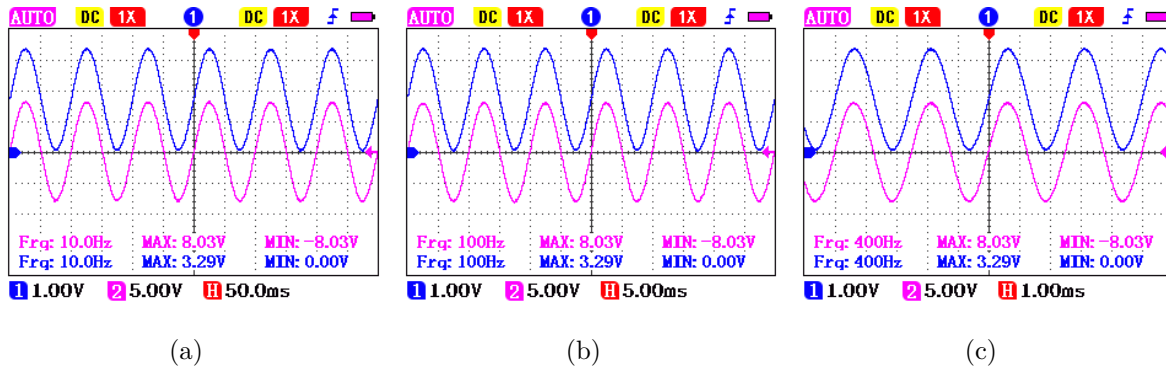 AUTO DC 1X 1 DC 1X
Frq: 10.0Hz MAX: 8.03V MIN: -8.03V
Frq: 10.0Hz MAX: 3.29V MIN: 0.00V
1 1.00V 2 5.00V H 50.0ms
(a)
AUTO DC 1X 1 DC 1X
Frq: 100Hz MAX: 8.03V MIN: -8.03V
Frq: 100Hz MAX: 3.29V MIN: 0.00V
1 1.00V 2 5.00V H 5.00ms
(b)
AUTO DC 1X 1 DC 1X
Frq: 400Hz MAX: 8.03V MIN: -8.03V
Frq: 400Hz MAX: 3.29V MIN: 0.00V
1 1.00V 2 5.00V H 1.00ms
(c)